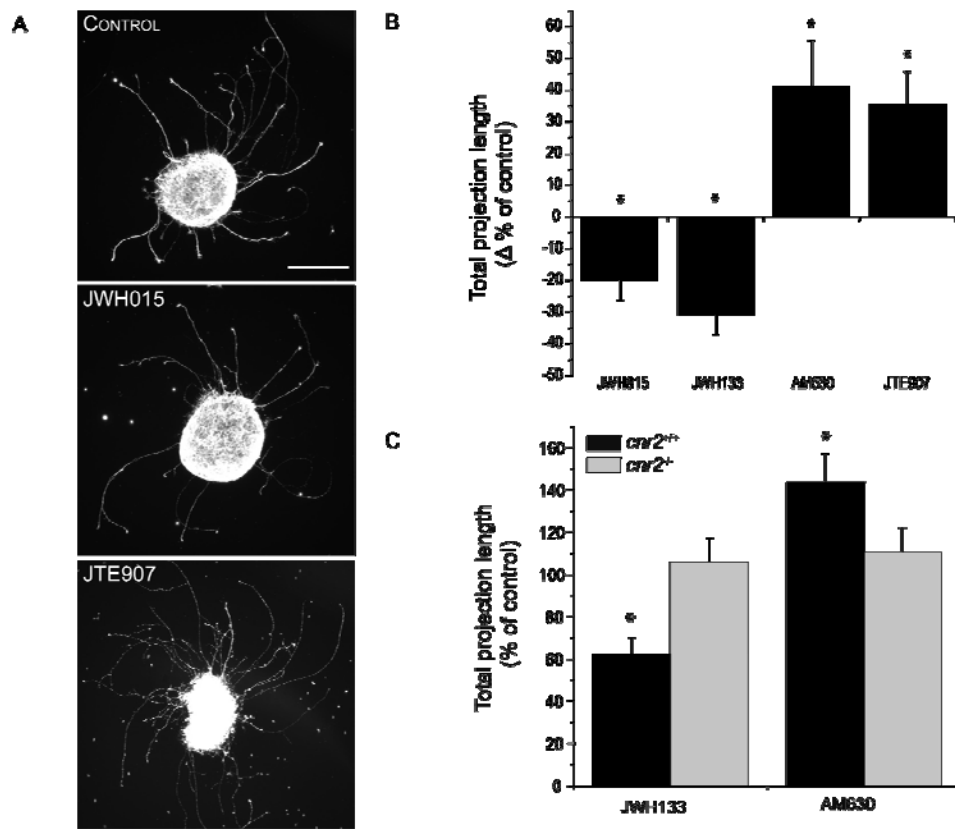 A
CONTROL
JWH015
JTE907
B
Total projection length
(Δ % of control)
60
50
40
30
20
10
0
-10
-20
-30
-40
-50
JWH015
JWH133
AM630
JTE907
*
*
*
*
C
Total projection length
(% of control)
cnr2+/+
cnr2-/-
160
140
120
100
80
60
40
20
0
*
*
JWH133
AM630